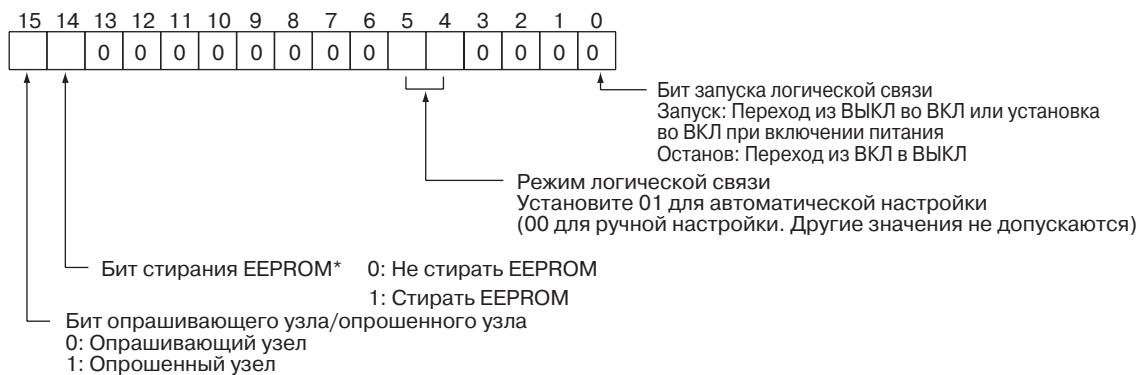 15 14 13 12 11 10 9 8 7 6 5 4 3 2 1 0
0 0 0 0 0 0 0 0 0 0 0 0
Бит запуска логической связи
Запуск: Переход из ВЫКЛ во ВКЛ или установка
во ВКЛ при включении питания
Останов: Переход из ВКЛ в ВЫКЛ
Режим логической связи
Установите 01 для автоматической настройки
(00 для ручной настройки. Другие значения не допускаются)
Бит стирания EEPROM* 0: Не стирать EEPROM
1: Стирать EEPROM
Бит опрашивающего узла/опрошенного узла
0: Опрашивающий узел
1: Опрошенный узел